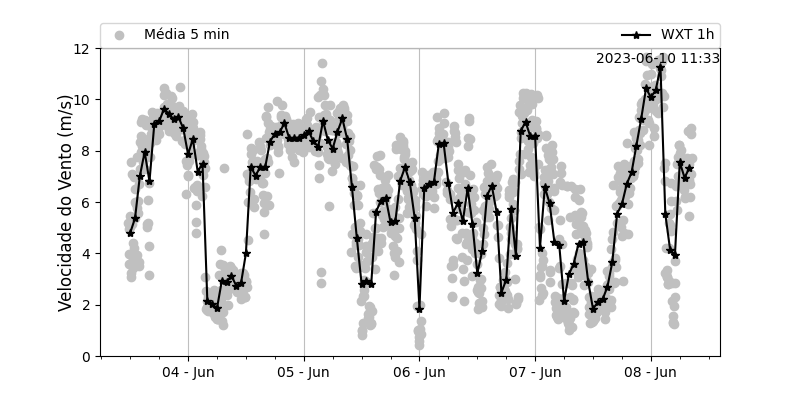 Média 5 min
WXT 1h
2023-06-10 11:33
Velocidade do Vento (m/s)
12
10
8
6
4
2
0
04 - Jun
05 - Jun
06 - Jun
07 - Jun
08 - Jun